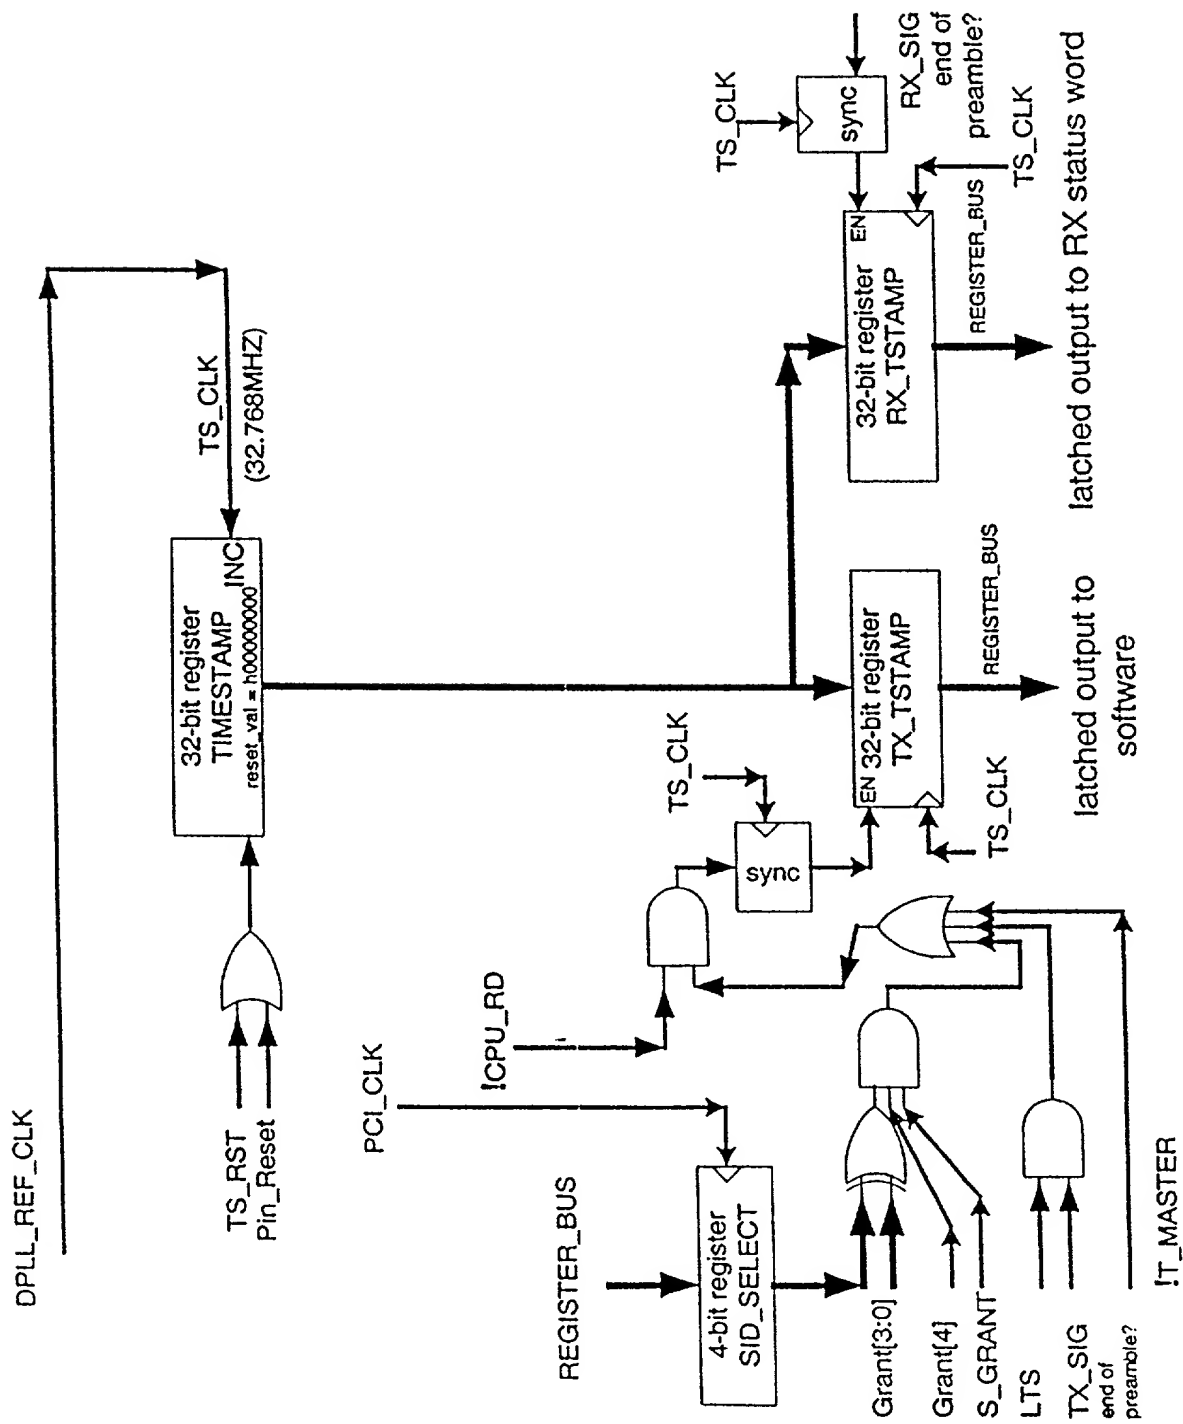 DPLL_REF_CLK
TS_CLK
(32.768MHZ)
32-bit register
TIMESTAMP
reset_val = h00000000
INC
TS_RST
Pin_Reset
PCI_CLK
!CPU_RD
TS_CLK
sync
REGISTER_BUS
4-bit register
SID_SELECT
Grant[3:0]
Grant[4]
S_GRANT
LTS
TX_SIG
end of
preamble?
!T_MASTER
EN
32-bit register
TX_TSTAMP
TS_CLK
REGISTER_BUS
latched output to
software
TS_CLK
sync
RX_SIG
end of
preamble?
EN
32-bit register
RX_TSTAMP
TS_CLK
REGISTER_BUS
latched output to RX status word